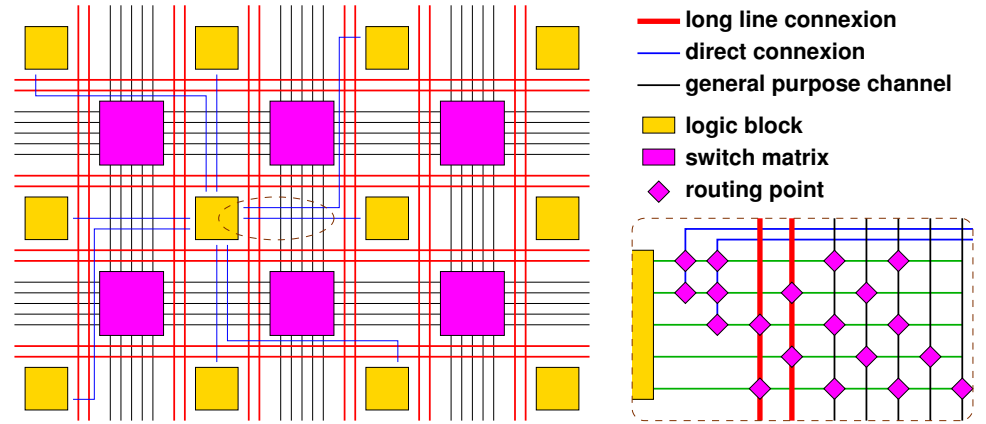 long line connexion
direct connexion
general purpose channel
logic block
switch matrix
routing point